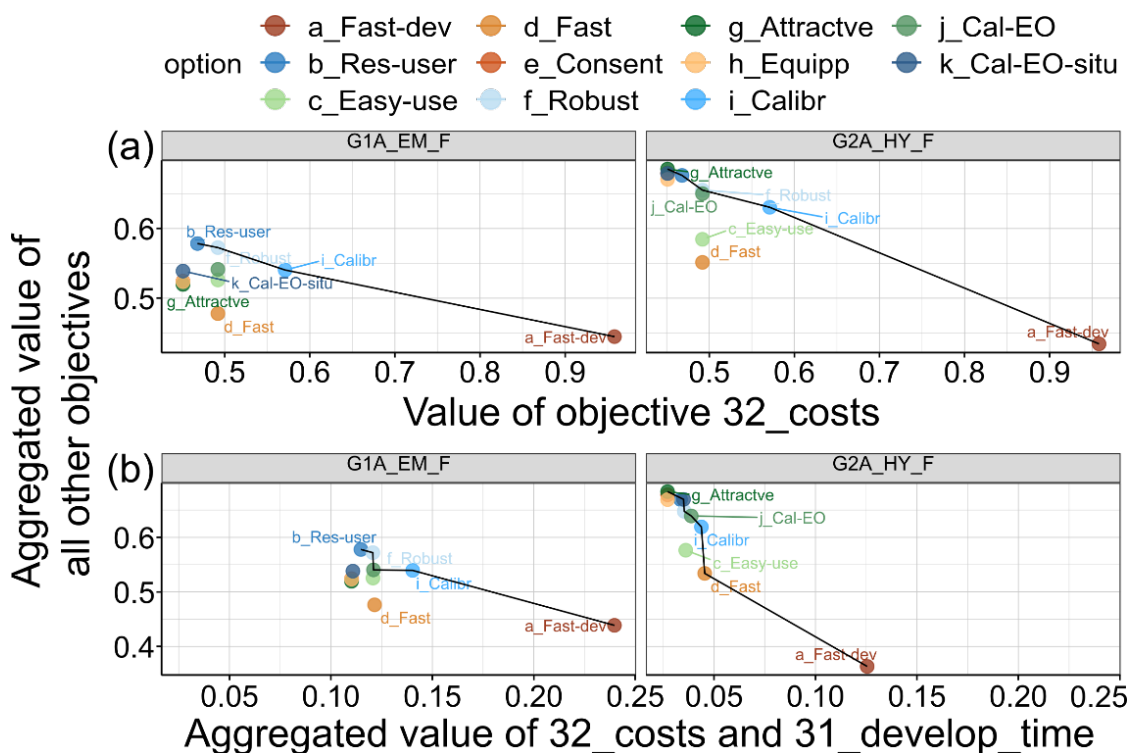 a_Fast-dev d_Fast g_Attractve j_Cal-EO
option b_Res-user e_Consent h_Equipp k_Cal-EO-situ
c_Easy-use f_Robust i_Calibr
(a)
G1A_EM_F G2A_HY_F
b_Res-user
f_Robust
i_Calibr
k_Cal-EO-situ
g_Attractve
d_Fast
a_Fast-dev
g_Attractve
f_Robust
j_Cal-EO
i_Calibr
c_Easy-use
d_Fast
a_Fast-dev
0.6
0.5
0.5 0.6 0.7 0.8 0.9 0.5 0.6 0.7 0.8 0.9
Value of objective 32_costs
Aggregated value of
all other objectives
(b)
G1A_EM_F G2A_HY_F
b_Res-user
f_Robust
i_Calibr
d_Fast
a_Fast-dev
g_Attractve
j_Cal-EO
i_Calibr
c_Easy-use
d_Fast
a_Fast-dev
0.6
0.5
0.4
0.05 0.10 0.15 0.20 0.25 0.05 0.10 0.15 0.20 0.25
Aggregated value of 32_costs and 31_develop_time